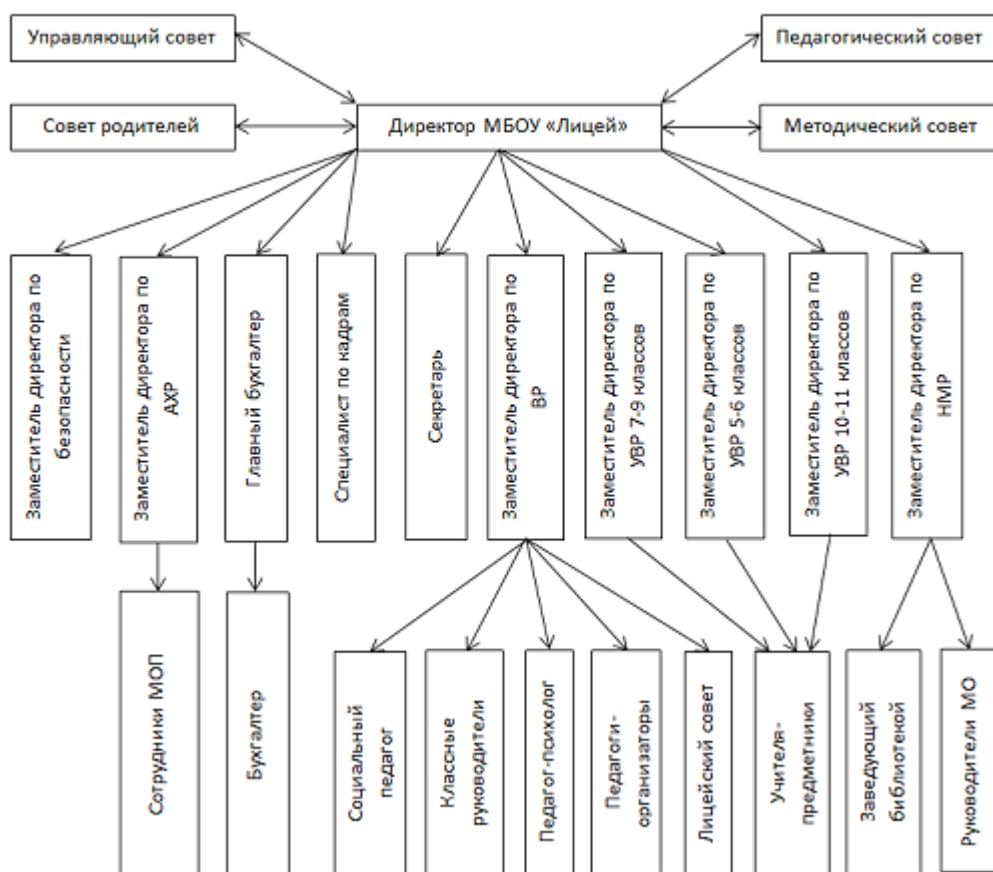 Управляющий совет
Педагогический совет
Совет родителей
Директор МБОУ «Лицей»
Методический совет
Заместитель директора по
безопасности
Заместитель директора по
АХР
Главный бухгалтер
Специалист по кадрам
Секретарь
Заместитель директора по
ВР
Заместитель директора по
УВР 7-9 классов
Заместитель директора по
УВР 5-6 классов
Заместитель директора по
УВР 10-11 классов
Заместитель директора по
НМР
Сотрудники МОП
Бухгалтер
Социальный
педагог
Классные
руководители
Педагог-психолог
Педагоги-
организаторы
Лицейский совет
Учителя-
предметники
Заведующий
библиотекой
Руководители МО